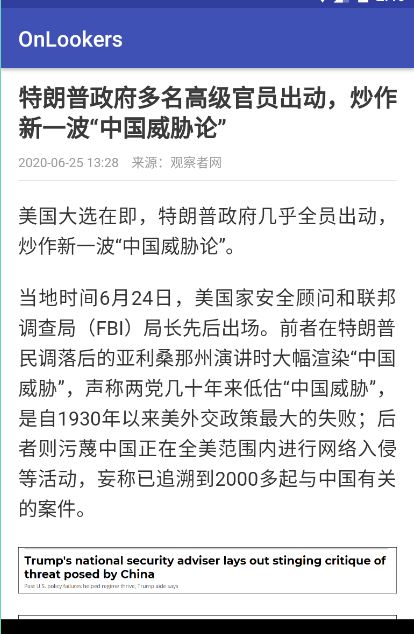 OnLookers
特朗普政府多名高级官员出动，炒作
新一波“中国威胁论”
2020-06-25 13:28 来源：观察者网
美国大选在即，特朗普政府几乎全员出动，
炒作新一波“中国威胁论”。
当地时间6月24日，美国家安全顾问和联邦
调查局（FBI）局长先后出场。前者在特朗普
民调落后的亚利桑那州演讲时大幅渲染“中国
威胁”，声称两党几十年来低估“中国威胁”，
是自1930年以来美外交政策最大的失败；后
者则污蔑中国正在全美范围内进行网络入侵
等活动，妄称已追溯到2000多起与中国有关
的案件。
Trump's national security adviser lays out stinging critique of
threat posed by China
Past U.S. policy failures helped regime thrive, Trump aide says